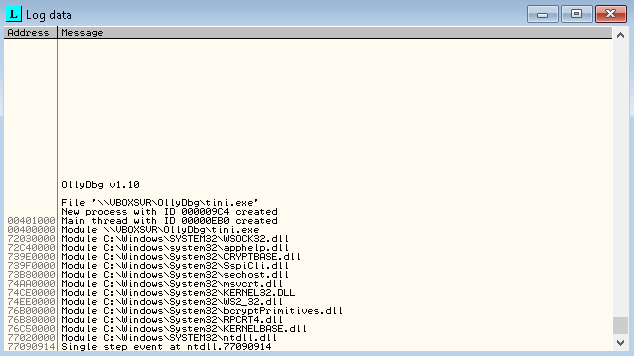 L Log data
Address Message
OllyDbg v1.10
File '\\VBOXSVR\OllyDbg\tini.exe'
New process with ID 000009C4 created
00401000 Main thread with ID 00000EB0 created
00400000 Module \\VBOXSVR\OllyDbg\tini.exe
72030000 Module C:\Windows\SYSTEM32\WSOCK32.dll
72C40000 Module C:\Windows\system32\apphelp.dll
739E0000 Module C:\Windows\System32\CRYPTBASE.dll
739F0000 Module C:\Windows\System32\SspiCli.dll
73B80000 Module C:\Windows\System32\sechost.dll
74AA0000 Module C:\Windows\System32\msvcrt.dll
74CE0000 Module C:\Windows\System32\KERNEL32.DLL
74EE0000 Module C:\Windows\System32\WS2_32.dll
76B00000 Module C:\Windows\System32\bcryptPrimitives.dll
76B80000 Module C:\Windows\System32\RPCRT4.dll
76C50000 Module C:\Windows\System32\KERNELBASE.dll
77020000 Module C:\Windows\SYSTEM32\ntdll.dll
77090914 Single step event at ntdll.77090914